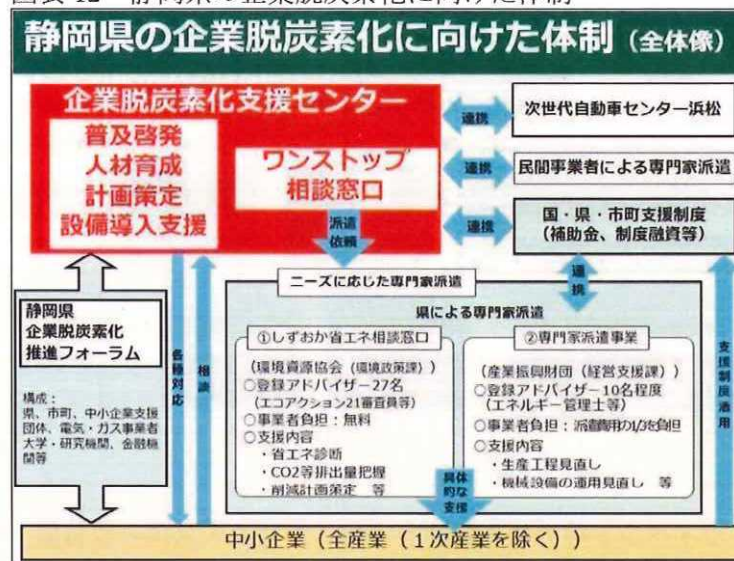 静岡県の企業脱炭素化に向けた体制（全体像）
企業脱炭素化支援センター
普及啓発
人材育成
計画策定
設備導入支援
ワンストップ
相談窓口
連携
次世代自動車センター浜松
連携
民間事業者による専門家派遣
連携
国・県・市町支援制度
（補助金、制度融資等）
派遣
依頼
連携
ニーズに応じた専門家派遣
県による専門家派遣
静岡県
企業脱炭素化
推進フォーラム
構成：
県、市町、中小企業支援
団体、電気・ガス事業者
大学・研究機関、金融機
関等
各種対応
相談
①しずおか省エネ相談窓口
（環境資源協会（環境政策課））
○登録アドバイザー27名
（エコアクション21審査員等）
○事業者負担：無料
○支援内容
・省エネ診断
・CO2等排出量把握
・削減計画策定　等
②専門家派遣事業
（産業振興財団（経営支援課））
○登録アドバイザー10名程度
（エネルギー管理士等）
○事業者負担：派遣費用の1/3を負担
○支援内容
・生産工程見直し
・機械設備の運用見直し　等
具体
的な
支援
支援制度活用
中小企業（全産業（１次産業を除く））